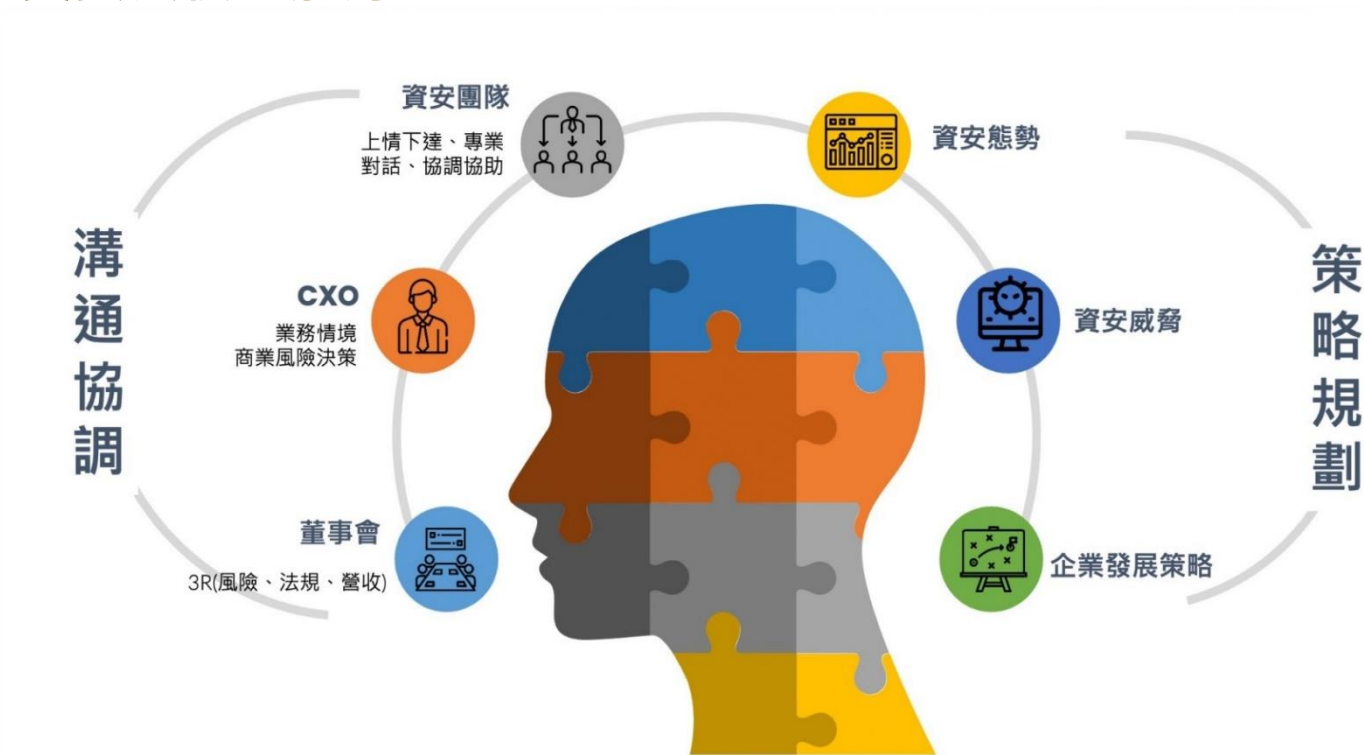 溝通協調
資安團隊
上情下達、專業
對話、協調協助
CXO
業務情境
商業風險決策
董事會
3R(風險、法規、營收)
資安態勢
資安威脅
企業發展策略
策略規劃